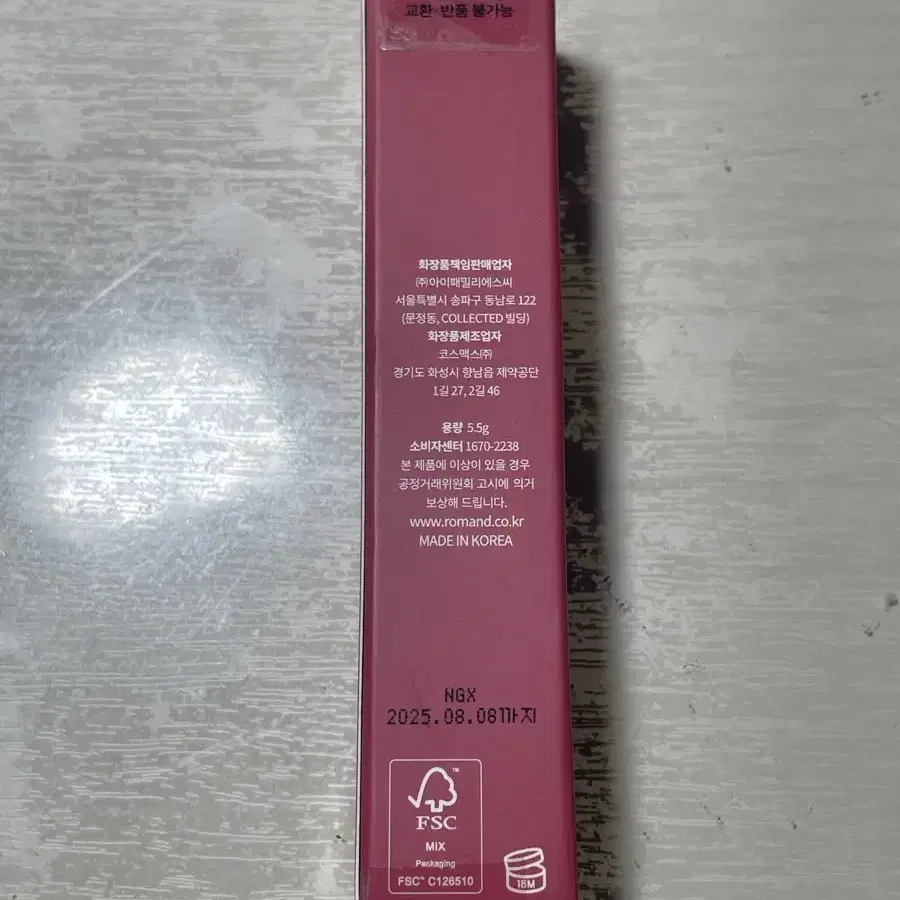 교환·반품 불가능
화장품책임판매업자
㈜아이패밀리에스씨
서울특별시 송파구 동남로 122
(문정동, COLLECTED 빌딩)
화장품제조업자
코스맥스㈜
경기도 화성시 향남읍 제약공단
1길 27, 2길 46
용량 5.5g
소비자센터 1670-2238
본 제품에 이상이 있을 경우
공정거래위원회 고시에 의거
보상해 드립니다.
www.romand.co.kr
MADE IN KOREA
NGX
2025.08.08까지
™
FSC
MIX
Packaging
FSC™ C126510
18M